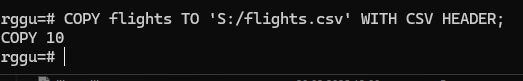 rggu=# COPY flights TO 'S:/flights.csv' WITH CSV HEADER;
COPY 10
rggu=#